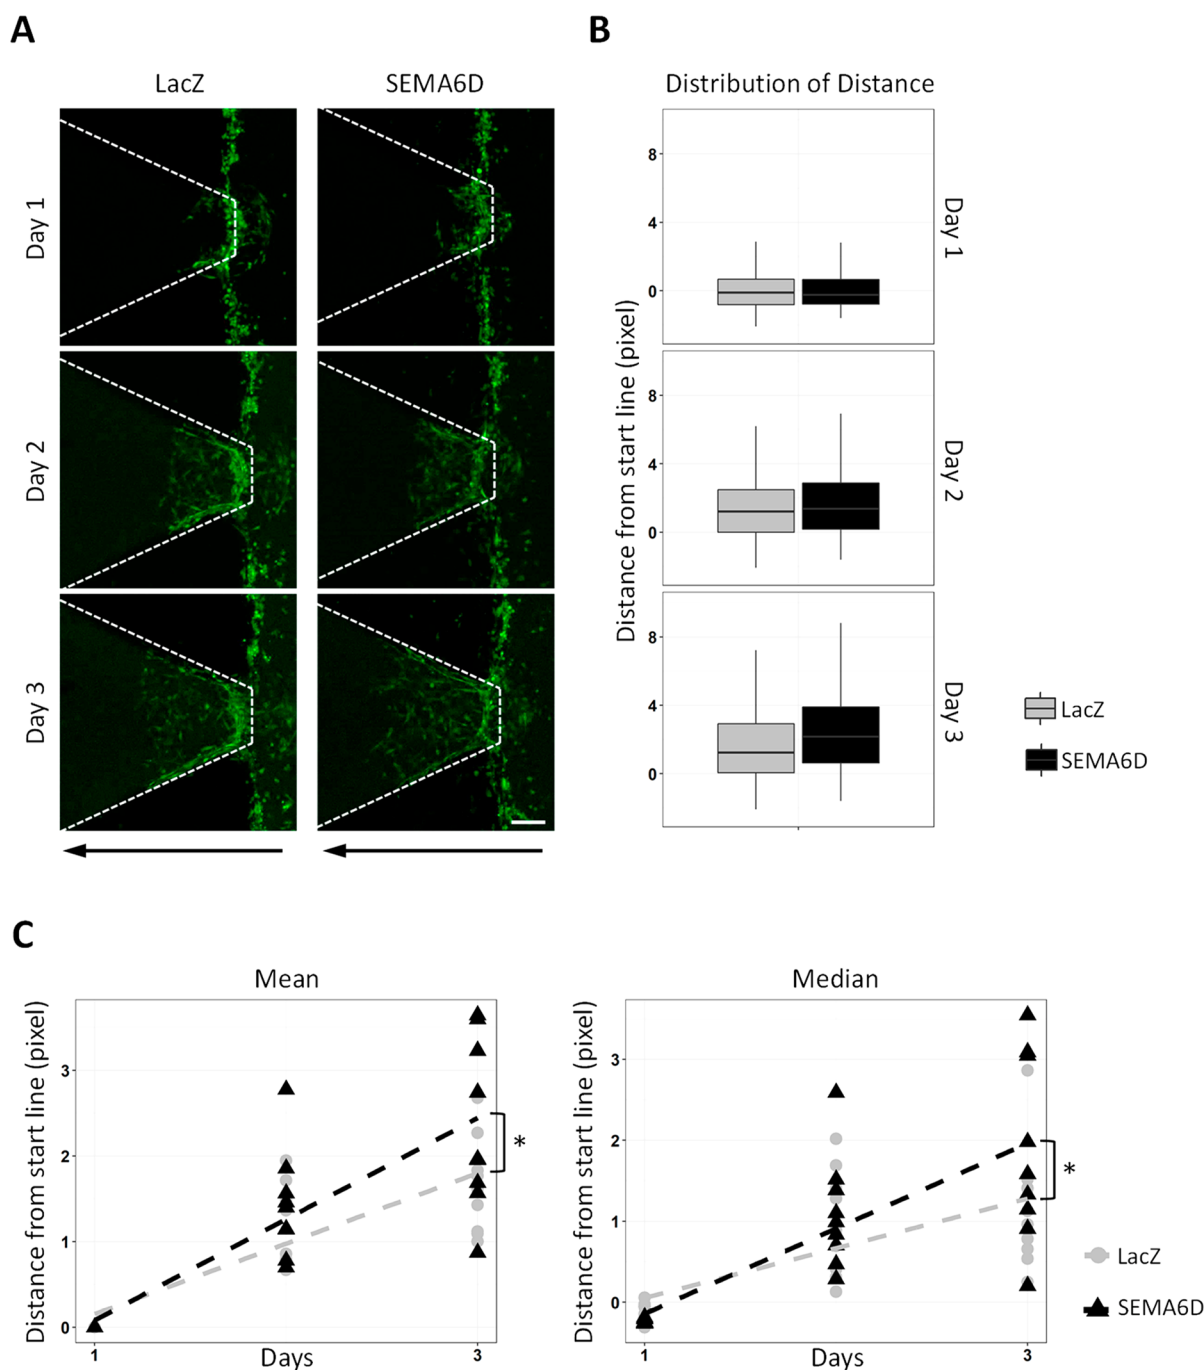 A
B
LacZ
SEMA6D
Distribution of Distance
Day 1
Day 2
Day 3
Distance from start line (pixel)
8
4
0
Day 1
8
4
0
Day 2
8
4
0
Day 3
LacZ
SEMA6D
C
Mean
Distance from start line (pixel)
3
2
1
0
*
1
Days
3
Median
Distance from start line (pixel)
3
2
1
0
*
1
Days
3
LacZ
SEMA6D